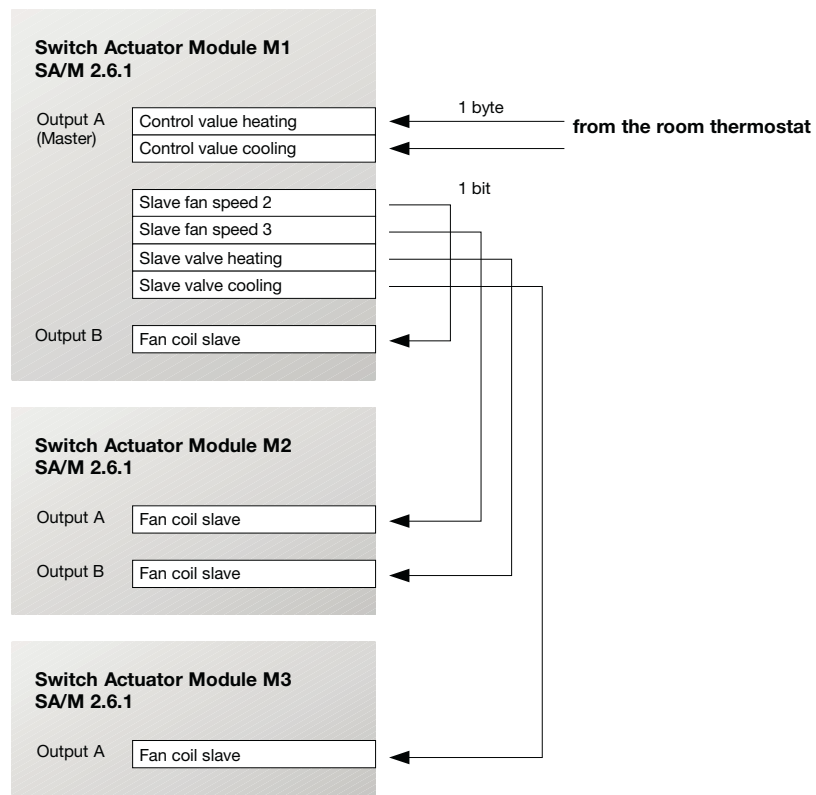 Switch Actuator Module M1
SA/M 2.6.1
Output A
(Master)
Control value heating
Control value cooling
1 byte
from the room thermostat
1 bit
Slave fan speed 2
Slave fan speed 3
Slave valve heating
Slave valve cooling
Output B
Fan coil slave
Switch Actuator Module M2
SA/M 2.6.1
Output A
Fan coil slave
Output B
Fan coil slave
Switch Actuator Module M3
SA/M 2.6.1
Output A
Fan coil slave